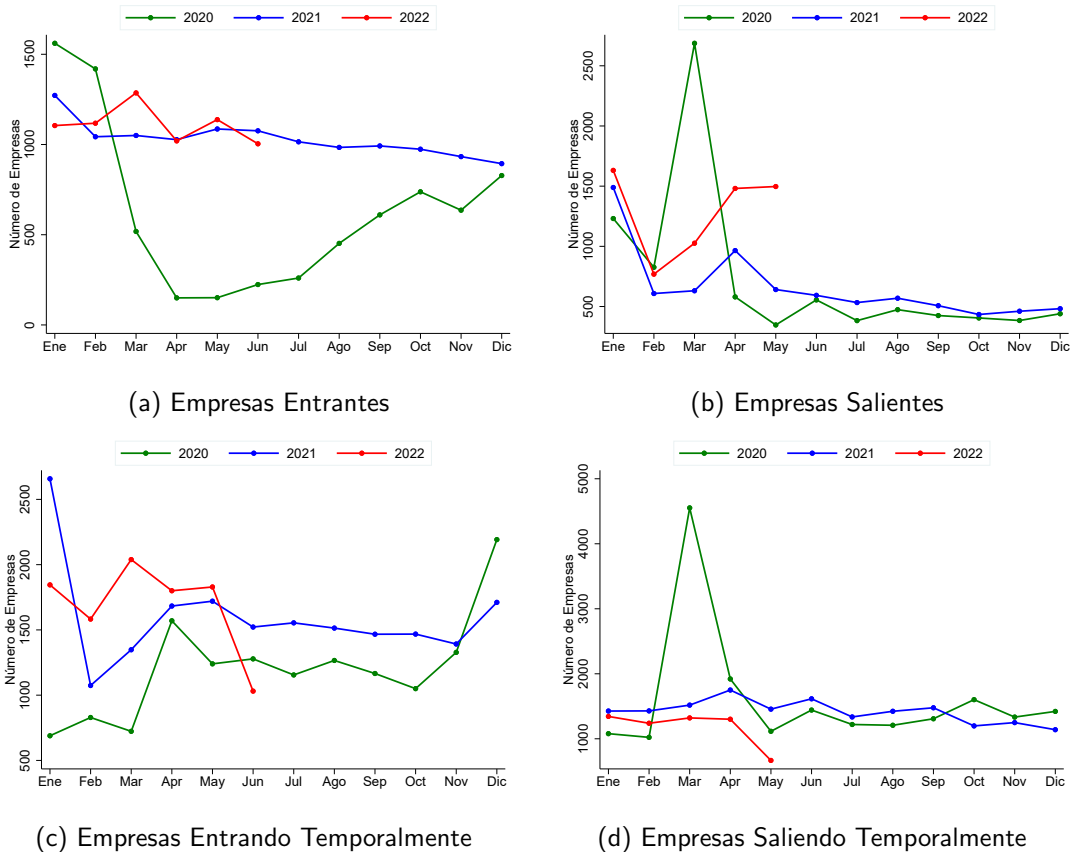 2020 2021 2022
Número de Empresas
1500
1000
500
0
Ene Feb Mar Apr May Jun Jul Ago Sep Oct Nov Dic
(a) Empresas Entrantes
2020 2021 2022
Número de Empresas
2500
2000
1500
1000
500
Ene Feb Mar Apr May Jun Jul Ago Sep Oct Nov Dic
(b) Empresas Salientes
2020 2021 2022
Número de Empresas
2500
2000
1500
1000
500
Ene Feb Mar Apr May Jun Jul Ago Sep Oct Nov Dic
(c) Empresas Entrando Temporalmente
2020 2021 2022
Número de Empresas
5000
4000
3000
2000
1000
Ene Feb Mar Apr May Jun Jul Ago Sep Oct Nov Dic
(d) Empresas Saliendo Temporalmente